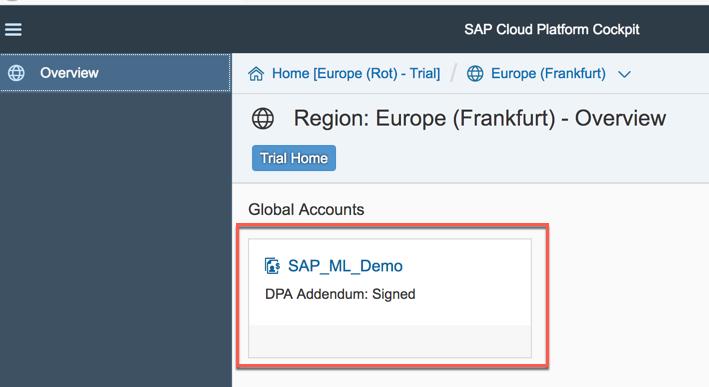 SAP Cloud Platform Cockpit
Overview
Home [Europe (Rot) - Trial] / Europe (Frankfurt)
Region: Europe (Frankfurt) - Overview
Trial Home
Global Accounts
SAP_ML_Demo
DPA Addendum: Signed